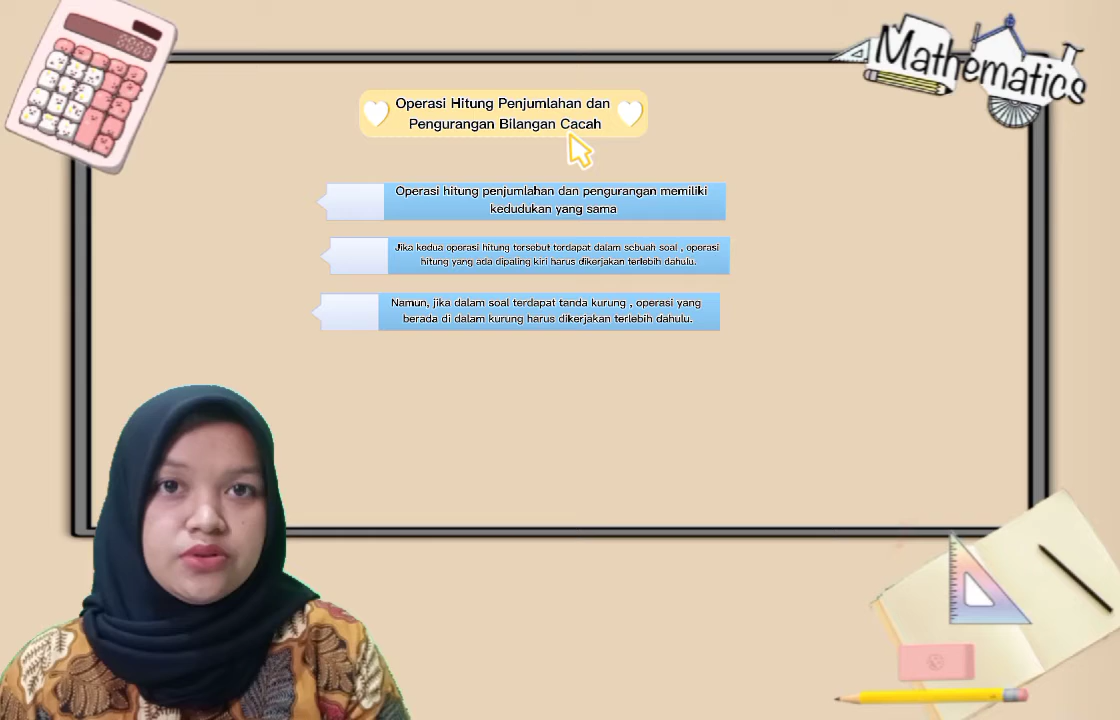 Mathematics
Operasi Hitung Penjumlahan dan
Pengurangan Bilangan Cacah
Operasi hitung penjumlahan dan pengurangan memiliki
kedudukan yang sama
Jika kedua operasi hitung tersebut terdapat dalam sebuah soal , operasi
hitung yang ada dipaling kiri harus dikerjakan terlebih dahulu.
Namun, jika dalam soal terdapat tanda kurung , operasi yang
berada di dalam kurung harus dikerjakan terlebih dahulu.